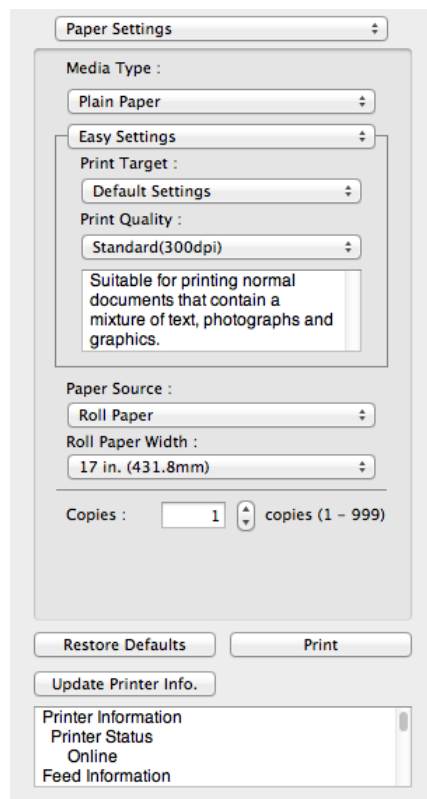 Paper Settings
Media Type :
Plain Paper
Easy Settings
Print Target :
Default Settings
Print Quality :
Standard(300dpi)
Suitable for printing normal
documents that contain a
mixture of text, photographs and
graphics.
Paper Source :
Roll Paper
Roll Paper Width :
17 in. (431.8mm)
Copies : 1 copies (1 – 999)
Restore Defaults Print
Update Printer Info.
Printer Information
Printer Status
Online
Feed Information